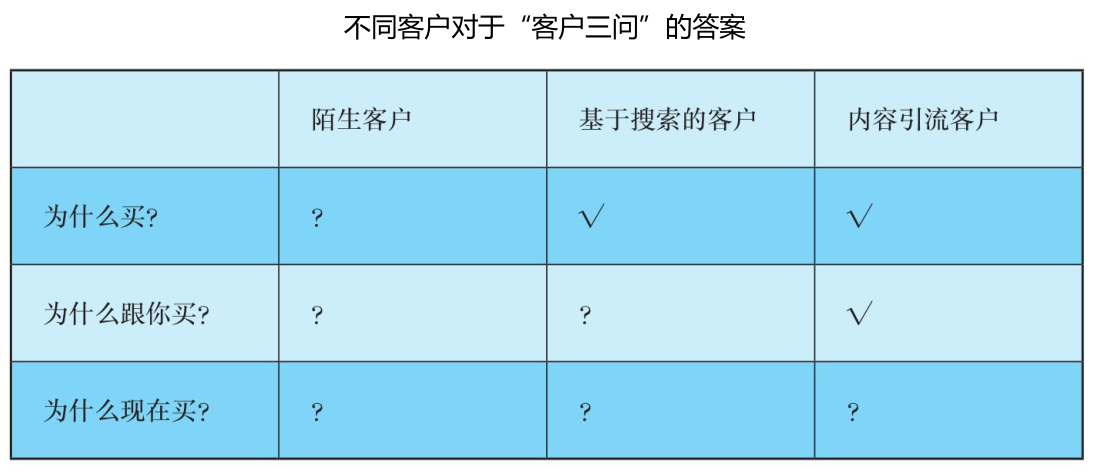 不同客户对于“客户三问”的答案
陌生客户 基于搜索的客户 内容引流客户
为什么买? ? √ √
为什么跟你买? ? ? √
为什么现在买? ? ? ?